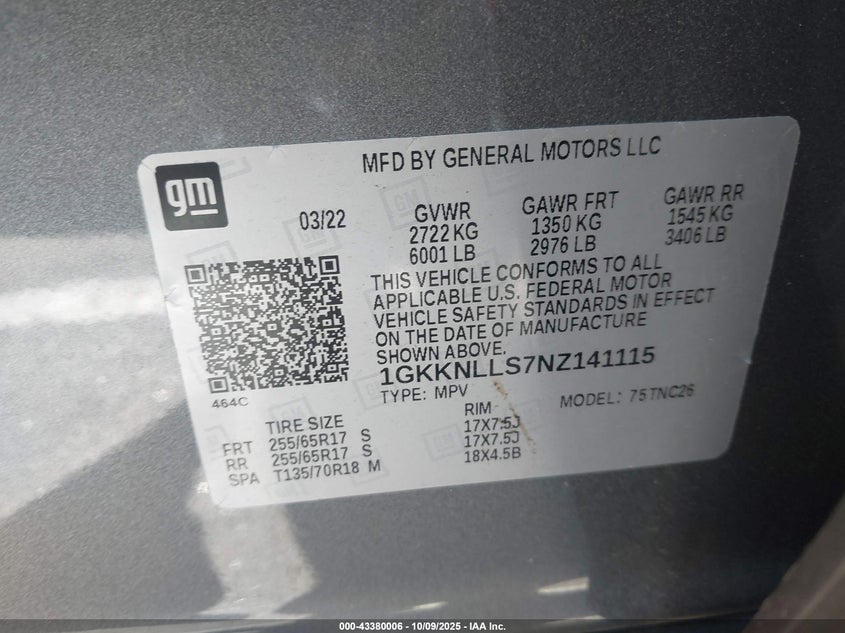 MFD BY GENERAL MOTORS LLC
gm
03/22
GVWR GAWR FRT GAWR RR
2722 KG 1350 KG 1545 KG
6001 LB 2976 LB 3406 LB
THIS VEHICLE CONFORMS TO ALL
APPLICABLE U.S. FEDERAL MOTOR
VEHICLE SAFETY STANDARDS IN EFFECT
ON THE DATE OF MANUFACTURE
SHOWN ABOVE.
1GKKNLLS7NZ141115
TYPE: MPV MODEL: 75TNC26
464C
TIRE SIZE RIM
FRT 255/65R17 S 17X7.5J
RR 255/65R17 S 17X7.5J
SPA T135/70R18 M 18X4.5B
000-43380006 - 10/09/2025 - IAA Inc.